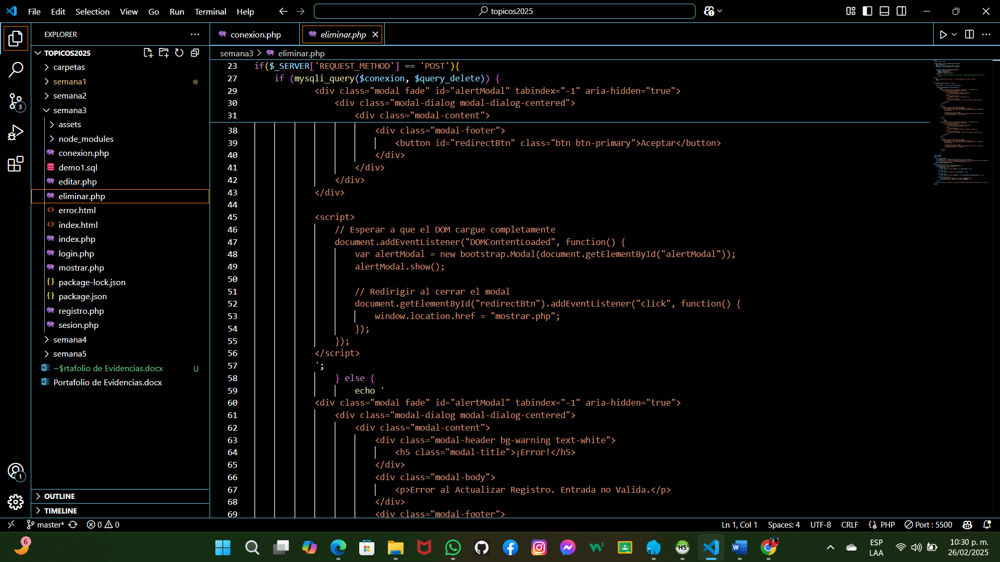 File Edit Selection View Go Run Terminal Help
topicos2025
EXPLORER
TOPICOS2025
carpetas
semana1
semana2
semana3
assets
node_modules
conexion.php
demo1.sql
editar.php
eliminar.php
error.html
index.html
index.php
login.php
mostrar.php
package-lock.json
package.json
registro.php
sesion.php
semana4
semana5
~$rtafolio de Evidencias.docx U
Portafolio de Evidencias.docx
OUTLINE
TIMELINE
3
1
conexion.php
eliminar.php
semana3 > eliminar.php
23 if($_SERVER['REQUEST_METHOD'] == 'POST'){
27 if (mysqli_query($conexion, $query_delete)) {
29 <div class="modal fade" id="alertModal" tabindex="-1" aria-hidden="true">
30 <div class="modal-dialog modal-dialog-centered">
31 <div class="modal-content">
38 <div class="modal-footer">
39 <button id="redirectBtn" class="btn btn-primary">Aceptar</button>
40 </div>
41 </div>
42 </div>
43 </div>
44
45 <script>
46 // Esperar a que el DOM cargue completamente
47 document.addEventListener("DOMContentLoaded", function() {
48 var alertModal = new bootstrap.Modal(document.getElementById("alertModal"));
49 alertModal.show();
50
51 // Redirigir al cerrar el modal
52 document.getElementById("redirectBtn").addEventListener("click", function() {
53 window.location.href = "mostrar.php";
54 });
55 });
56 </script>
57 ';
58 } else {
59 echo '
60 <div class="modal fade" id="alertModal" tabindex="-1" aria-hidden="true">
61 <div class="modal-dialog modal-dialog-centered">
62 <div class="modal-content">
63 <div class="modal-header bg-warning text-white">
64 <h5 class="modal-title">¡Error!</h5>
65 </div>
66 <div class="modal-body">
67 <p>Error al Actualizar Registro. Entrada no Valida.</p>
68 </div>
69 <div class="modal-footer">
master* 0 0
Ln 1, Col 1 Spaces: 4 UTF-8 CRLF PHP Port : 5500
6
HS
ESP
LAA
10:30 p. m.
26/02/2025